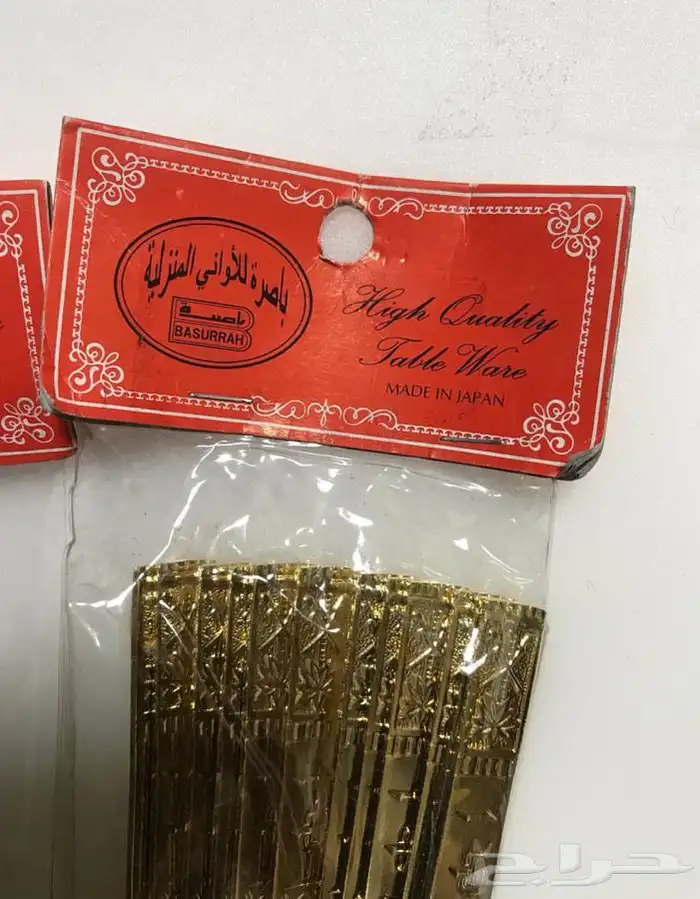 باصرة للأواني المنزلية
باصرة
BASURRAH
High Quality
Table Ware
MADE IN JAPAN
حراج